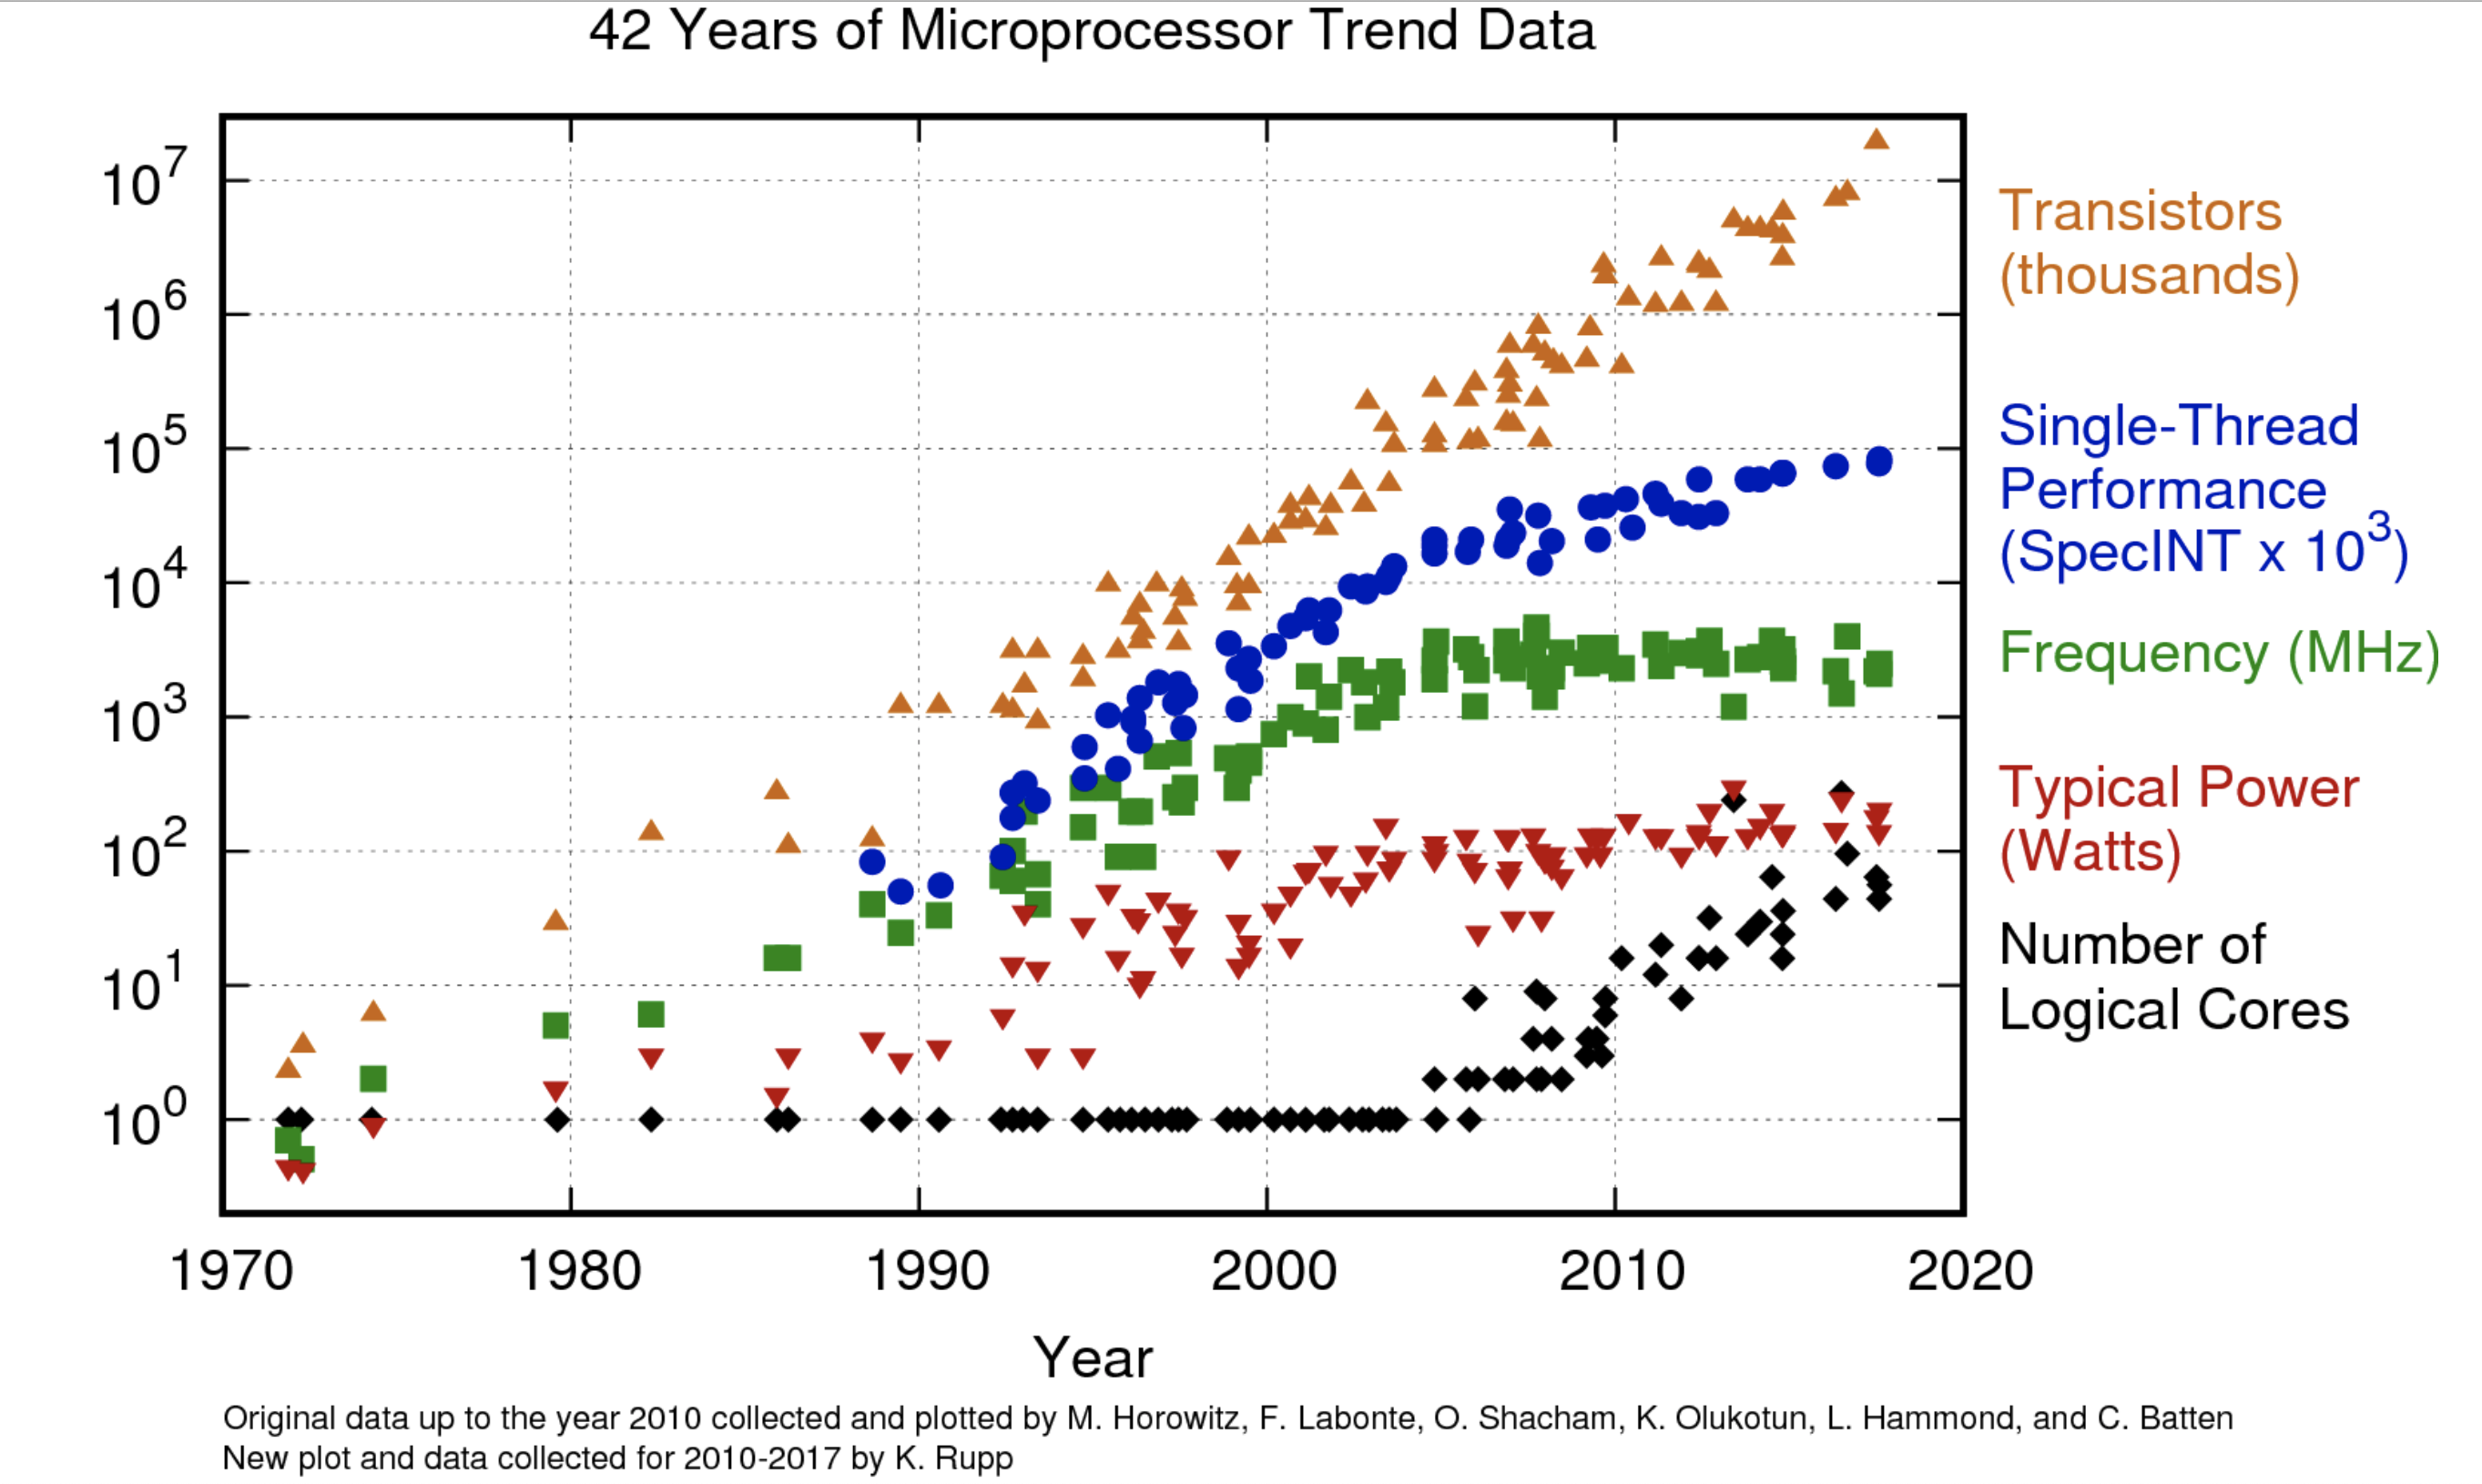 42 Years of Microprocessor Trend Data
10^7
10^6
10^5
10^4
10^3
10^2
10^1
10^0
Transistors
(thousands)
Single-Thread
Performance
(SpecINT x 10^3)
Frequency (MHz)
Typical Power
(Watts)
Number of
Logical Cores
1970 1980 1990 2000 2010 2020
Year
Original data up to the year 2010 collected and plotted by M. Horowitz, F. Labonte, O. Shacham, K. Olukotun, L. Hammond, and C. Batten
New plot and data collected for 2010-2017 by K. Rupp